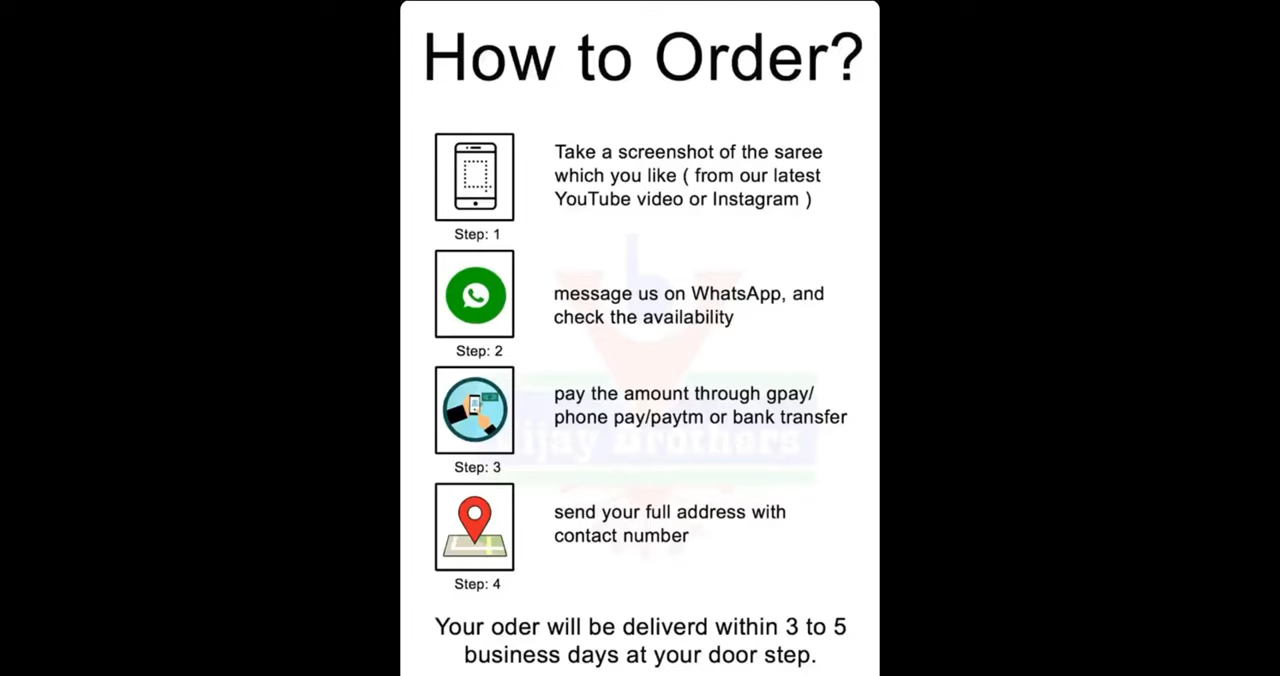 How to Order?
Take a screenshot of the saree
which you like ( from our latest
YouTube video or Instagram )
Step: 1
message us on WhatsApp, and
check the availability
Step: 2
pay the amount through gpay/
phone pay/paytm or bank transfer
ijay Brothers
Step: 3
send your full address with
contact number
Step: 4
Your oder will be deliverd within 3 to 5
business days at your door step.